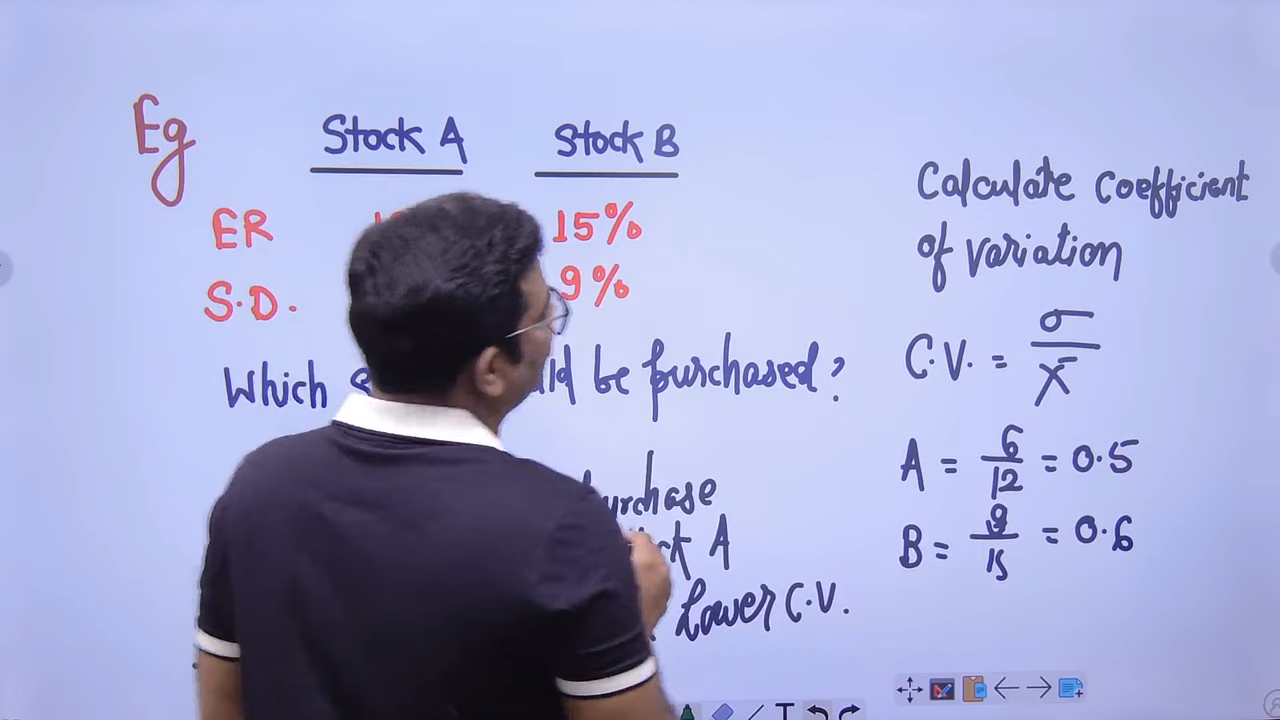 Eg
Stock A Stock B
ER 15%
S.D. 9%
Which be purchased?
purchase
A
Lower C.V.
Calculate coefficient
of variation
C.V. = σ/x̄
A = 6/12 = 0.5
B = 9/15 = 0.6
T